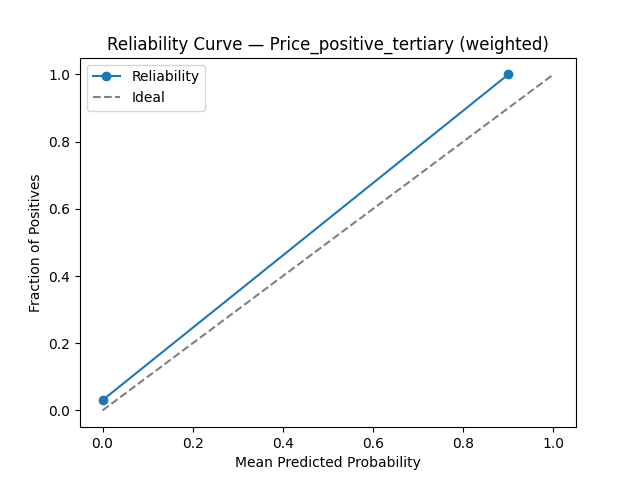 Reliability Curve — Price_positive_tertiary (weighted)
Reliability
Ideal
1.0
0.8
0.6
0.4
0.2
0.0
Fraction of Positives
0.0 0.2 0.4 0.6 0.8 1.0
Mean Predicted Probability